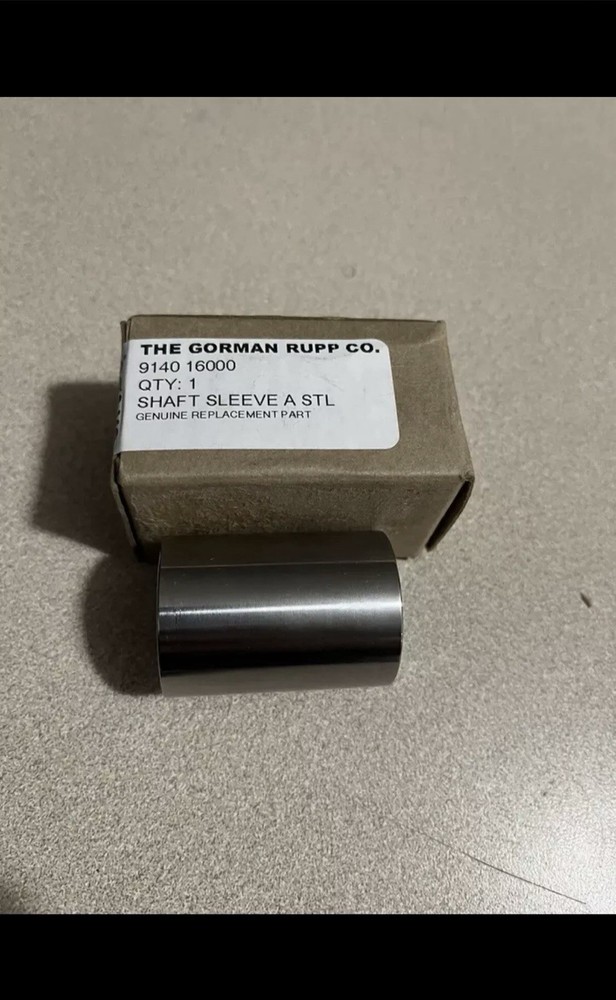 THE GORMAN RUPP CO.
9140 16000
QTY: 1
SHAFT SLEEVE A STL
GENUINE REPLACEMENT PART